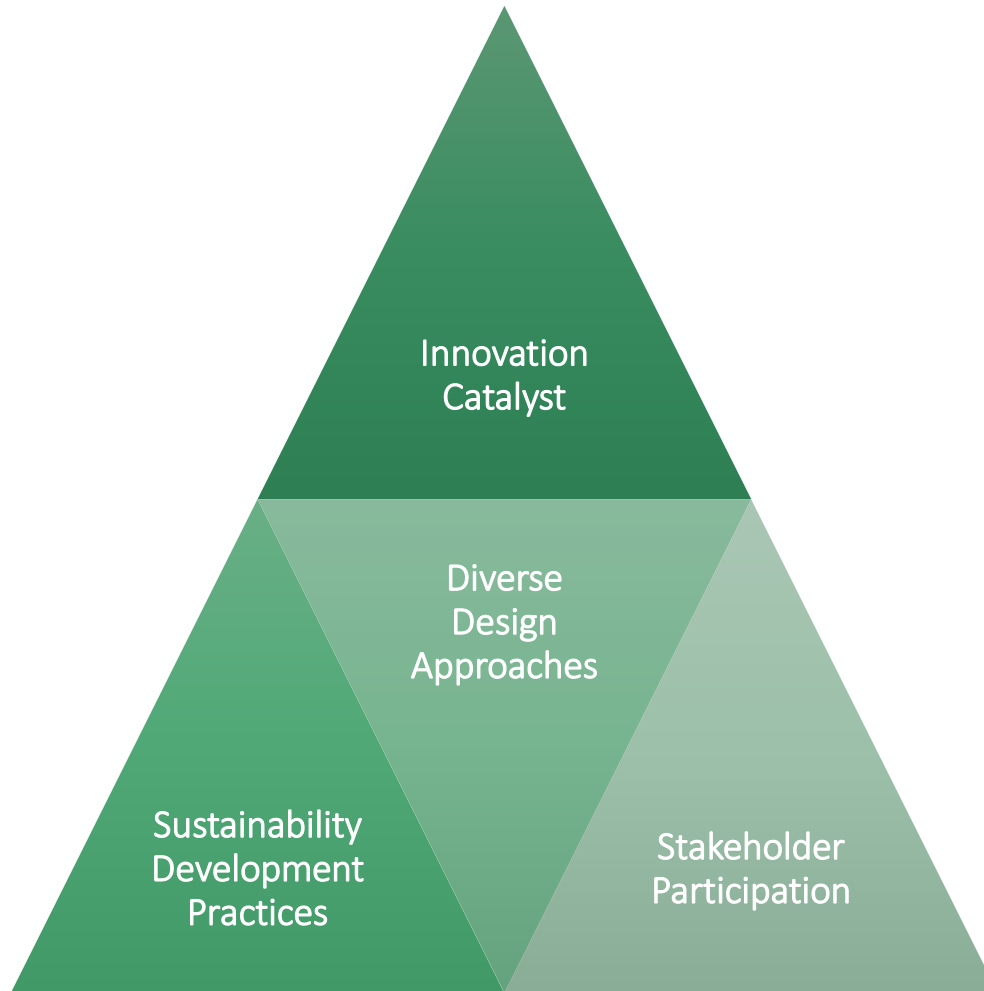 Innovation
Catalyst
Diverse
Design
Approaches
Sustainability
Development
Practices
Stakeholder
Participation